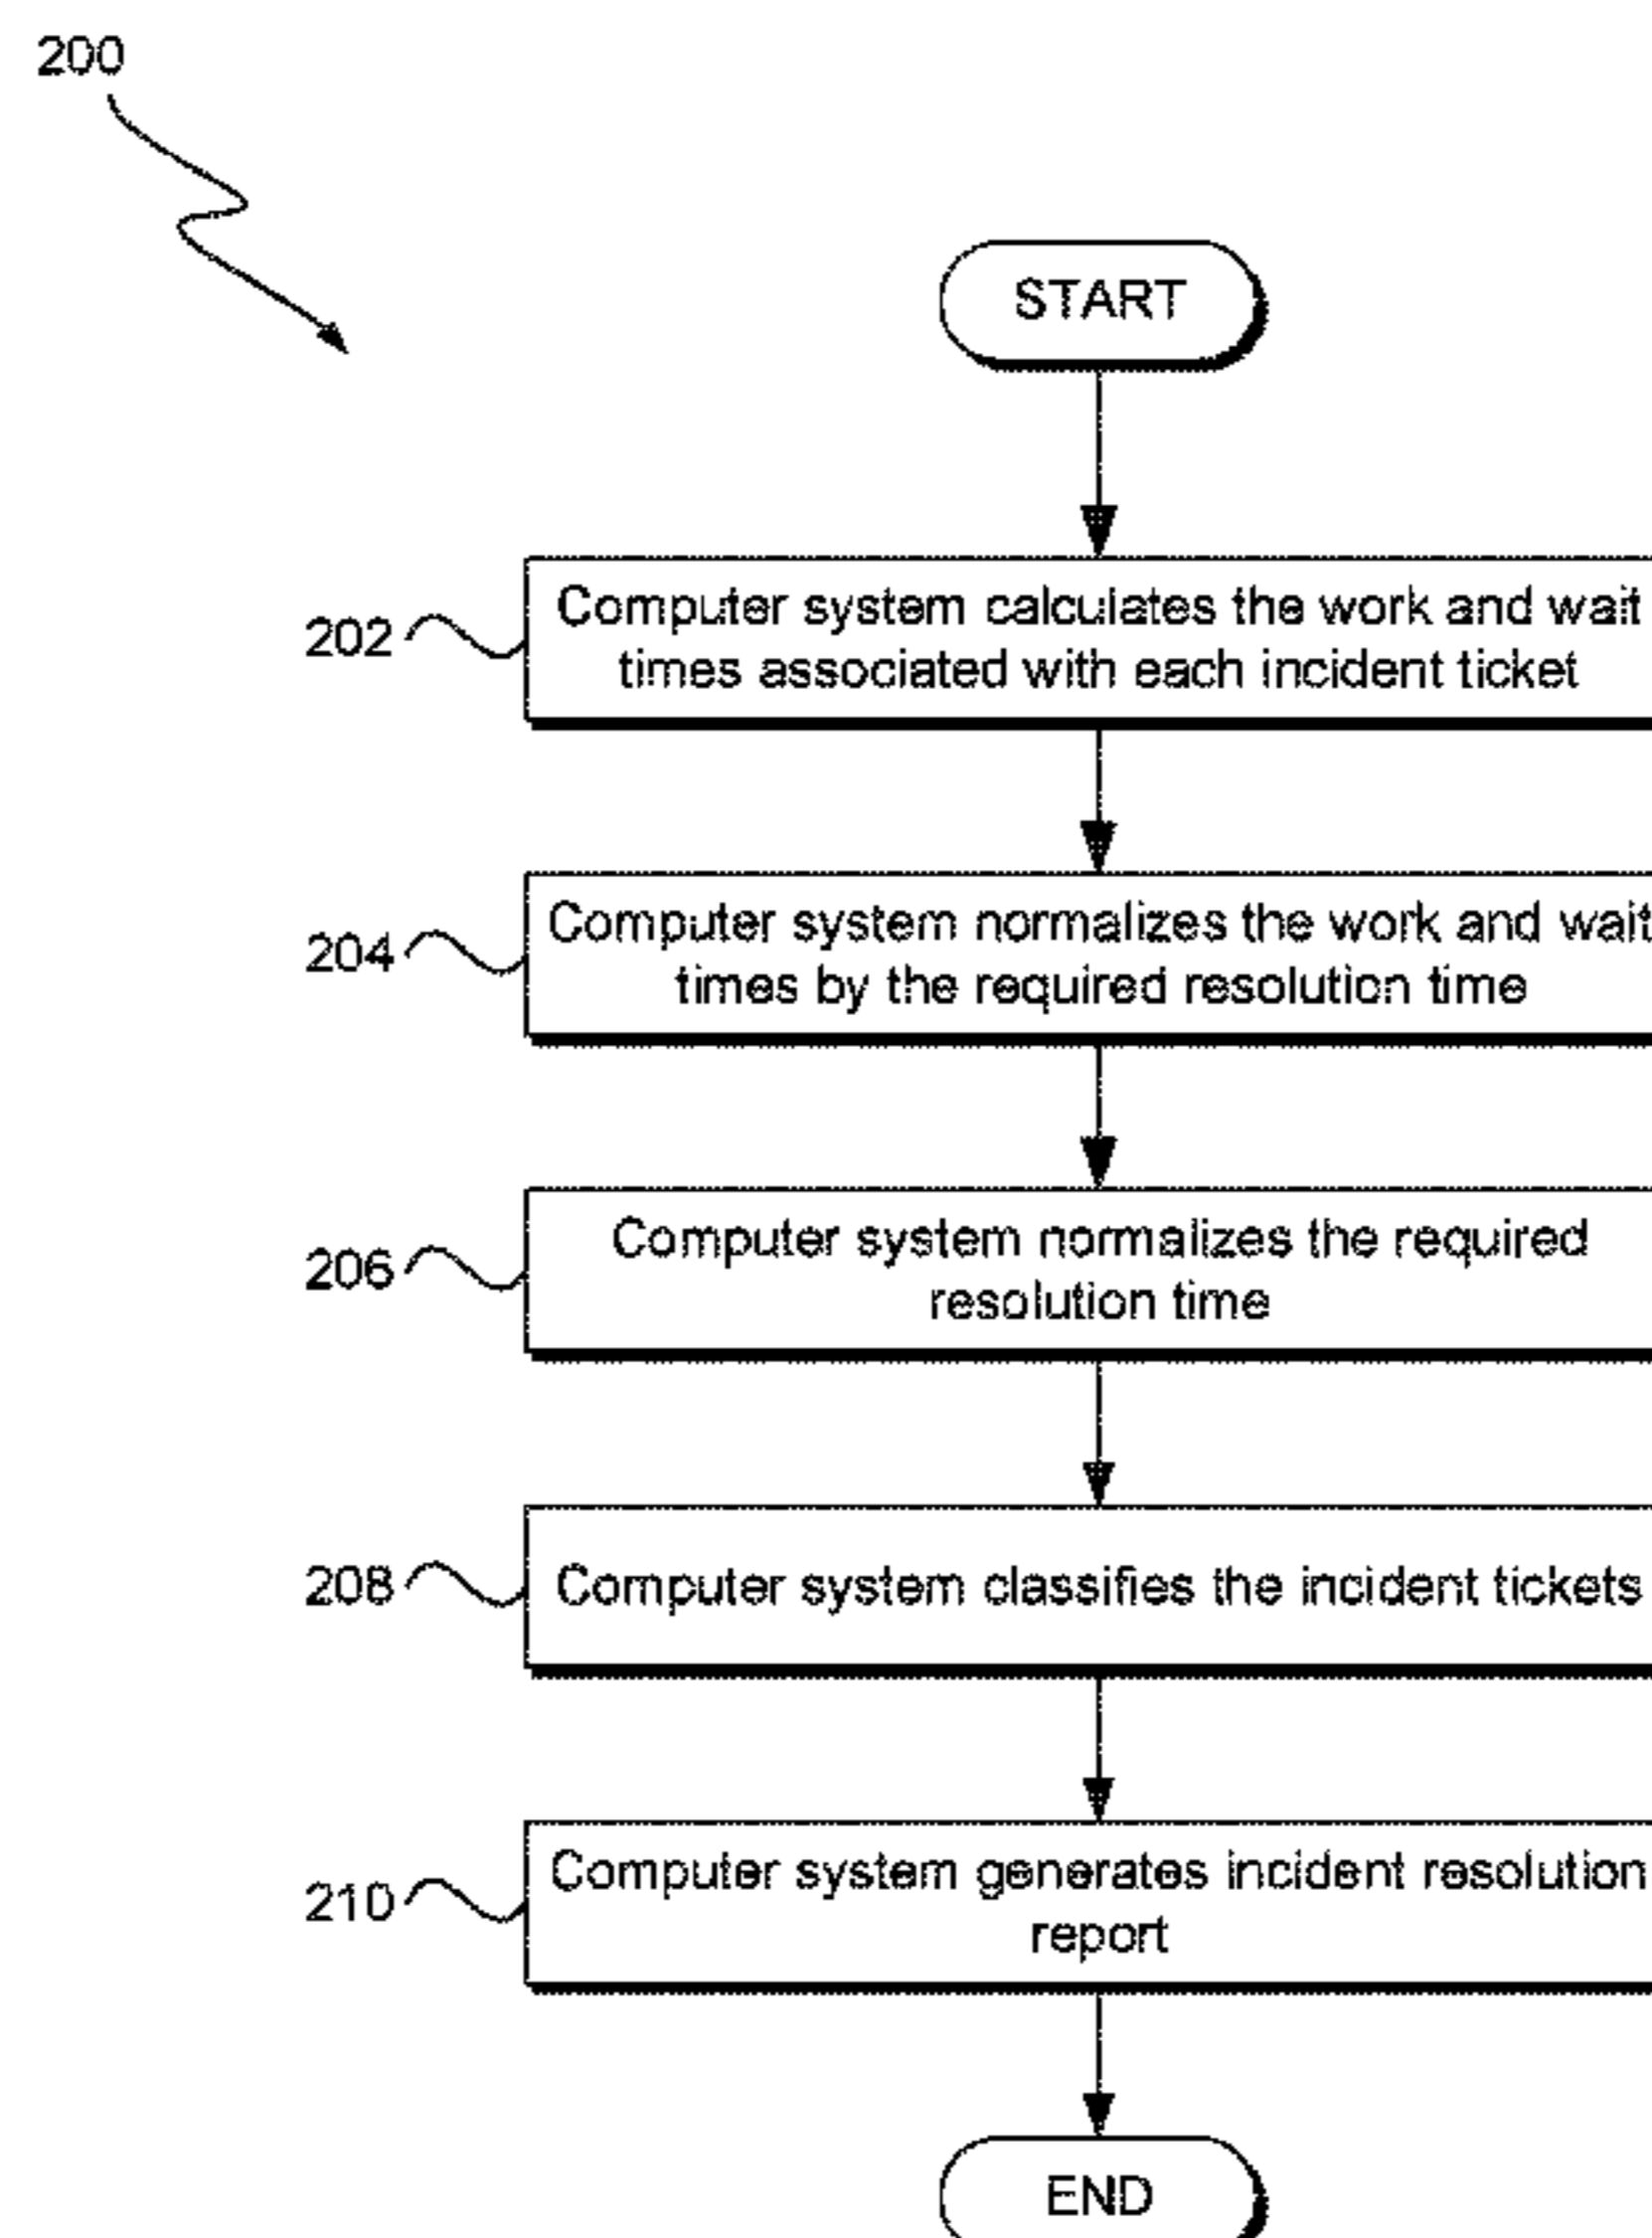 200
START
202
Computer system calculates the work and wait
times associated with each incident ticket
204
Computer system normalizes the work and wait
times by the required resolution time
206
Computer system normalizes the required
resolution time
208
Computer system classifies the incident tickets
210
Computer system generates incident resolution
report
END